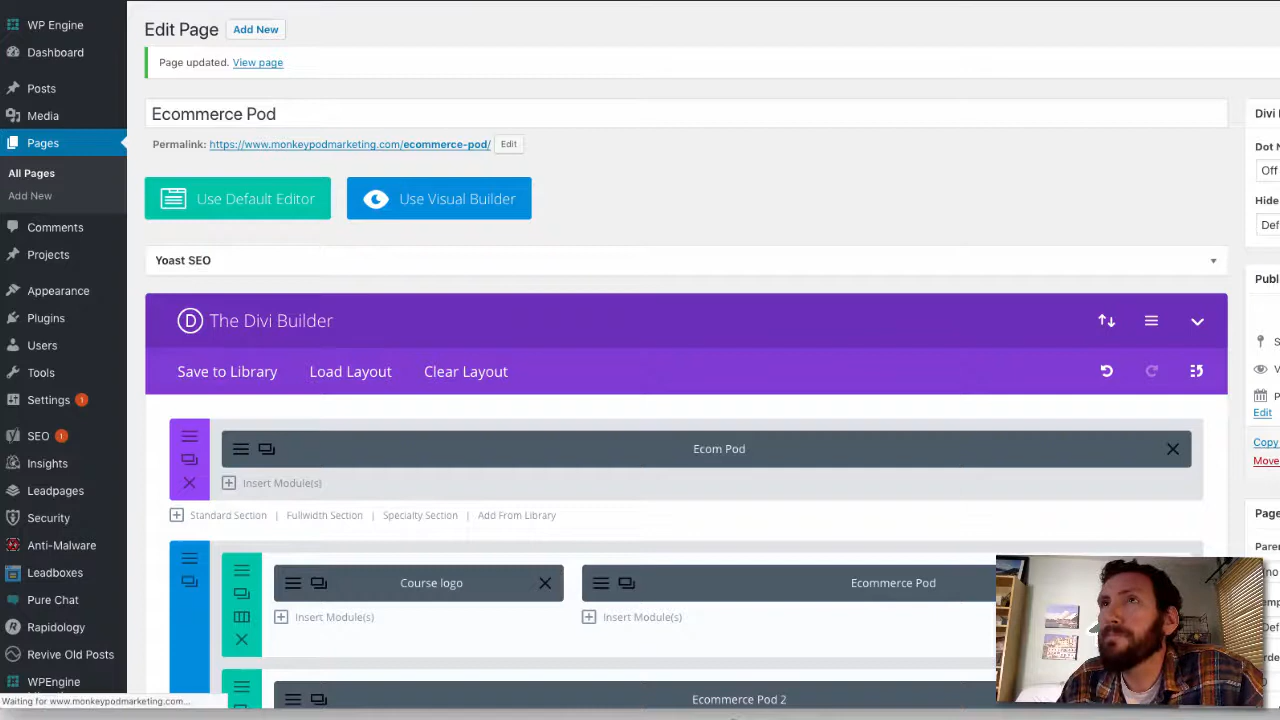 WP Engine
Dashboard
Posts
Media
Pages
All Pages
Add New
Comments
Projects
Appearance
Plugins
Users
Tools
Settings 1
SEO 1
Insights
Leadpages
Security
Anti-Malware
Leadboxes
Pure Chat
Rapidology
Revive Old Posts
WPEngine
Waiting for www.monkeypodmarketing.com...
Edit Page Add New
Page updated. View page
Ecommerce Pod
Permalink: https://www.monkeypodmarketing.com/ecommerce-pod/ Edit
Use Default Editor Use Visual Builder
Yoast SEO
D The Divi Builder
Save to Library Load Layout Clear Layout
Ecom Pod
Insert Module(s)
Standard Section | Fullwidth Section | Specialty Section | Add From Library
Course logo Ecommerce Pod
Insert Module(s) Insert Module(s)
Ecommerce Pod 2
Divi
Dot N
Off
Hide
Def
Publ
S
V
P
Edit
Copy
Move
Page
Paren